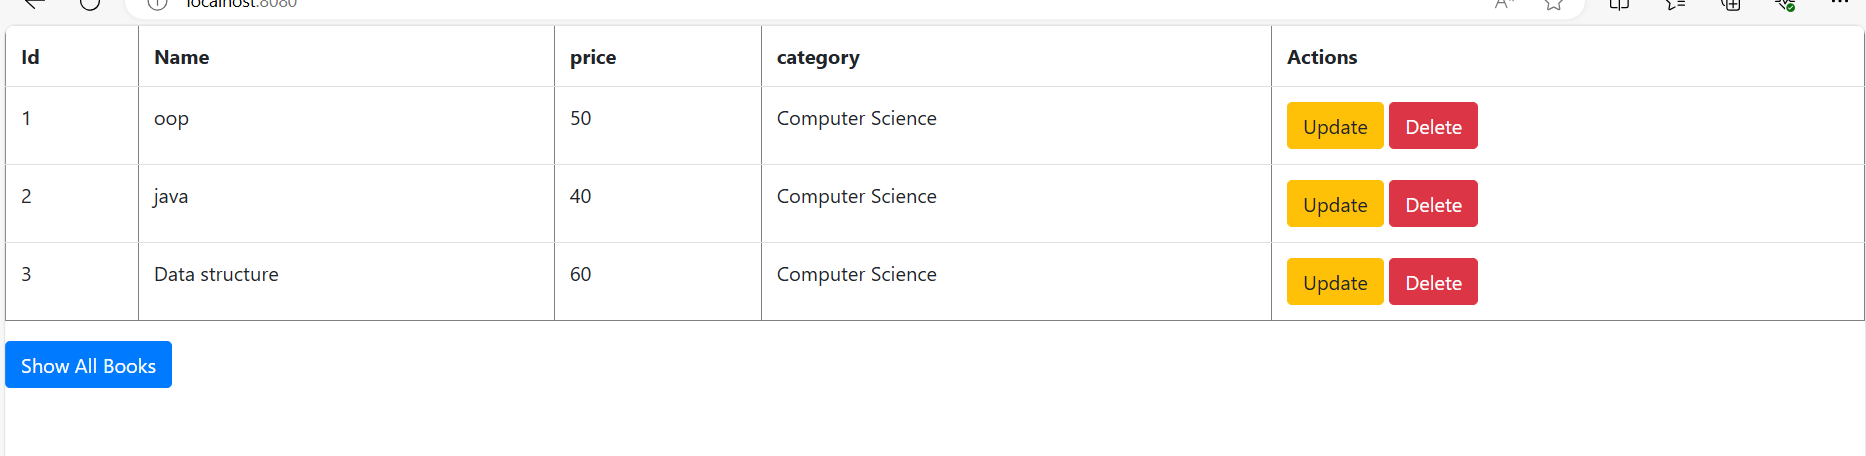 localhost:8080
Id Name price category Actions
1 oop 50 Computer Science Update Delete
2 java 40 Computer Science Update Delete
3 Data structure 60 Computer Science Update Delete
Show All Books